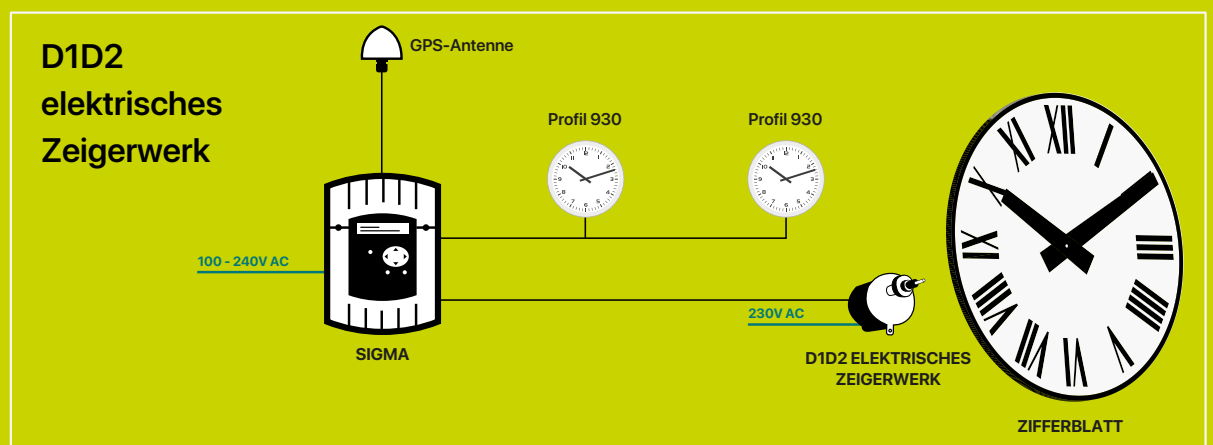 D1D2
elektrisches
Zeigerwerk
GPS-Antenne
Profil 930
Profil 930
100 - 240V AC
SIGMA
230V AC
D1D2 ELEKTRISCHES
ZEIGERWERK
ZIFFERBLATT